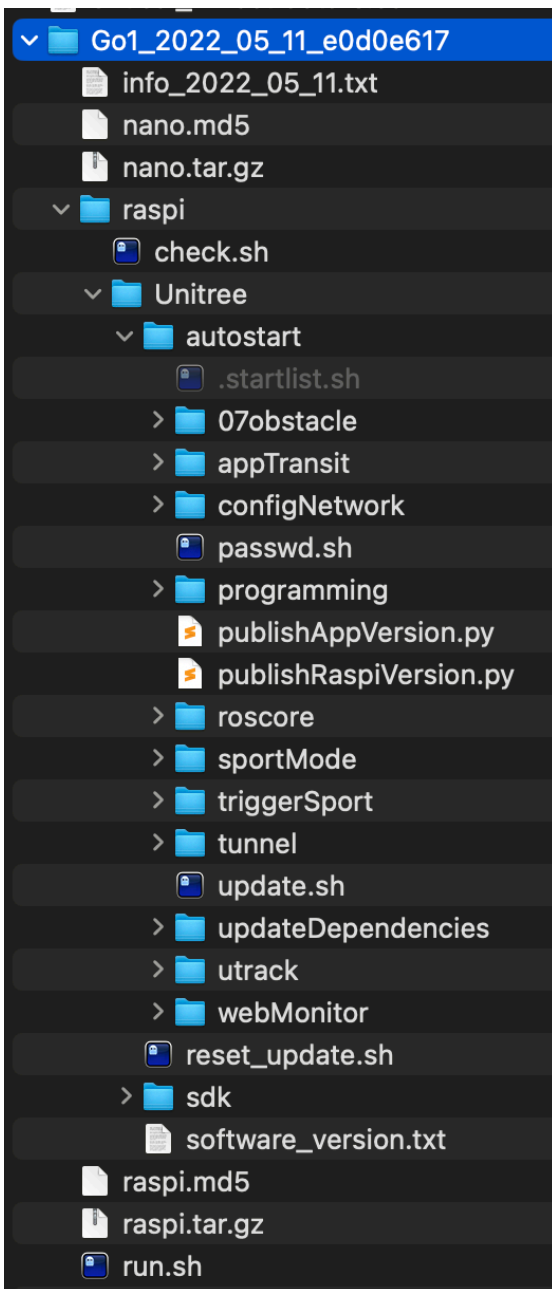 Go1_2022_05_11_e0d0e617
info_2022_05_11.txt
nano.md5
nano.tar.gz
raspi
check.sh
Unitree
autostart
.startlist.sh
07obstacle
appTransit
configNetwork
passwd.sh
programming
publishAppVersion.py
publishRaspiVersion.py
roscore
sportMode
triggerSport
tunnel
update.sh
updateDependencies
utrack
webMonitor
reset_update.sh
sdk
software_version.txt
raspi.md5
raspi.tar.gz
run.sh